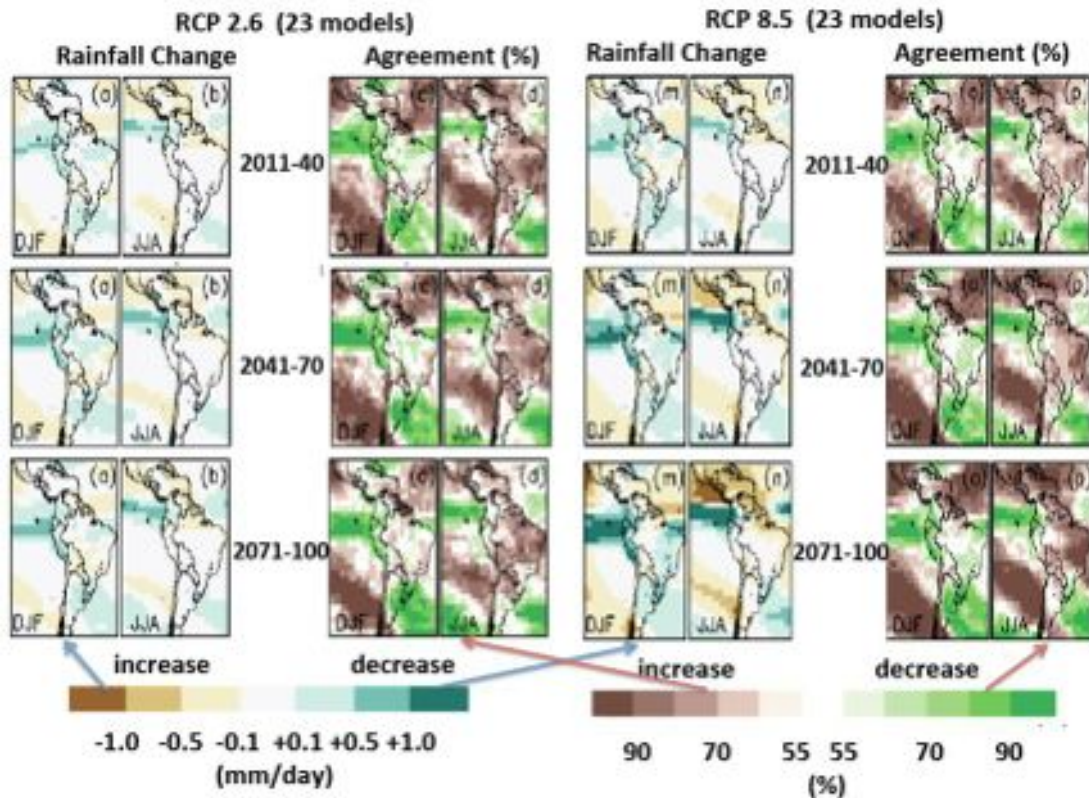 RCP 2.6 (23 models) RCP 8.5 (23 models)
Rainfall Change Agreement (%) Rainfall Change Agreement (%)
(a) (b) (c) (d) (m) (n) (o) (p)
2011-40 2011-40
DJF JJA DJF JJA DJF JJA DJF JJA
(a) (b) (c) (d) (m) (n) (o) (p)
2041-70 2041-70
DJF JJA DJF JJA DJF JJA DJF JJA
(a) (b) (c) (d) (m) (n) (o) (p)
2071-100 2071-100
DJF JJA DJF JJA DJF JJA DJF JJA
increase decrease increase decrease
-1.0 -0.5 -0.1 +0.1 +0.5 +1.0
(mm/day)
90 70 55 55 70 90
(%)